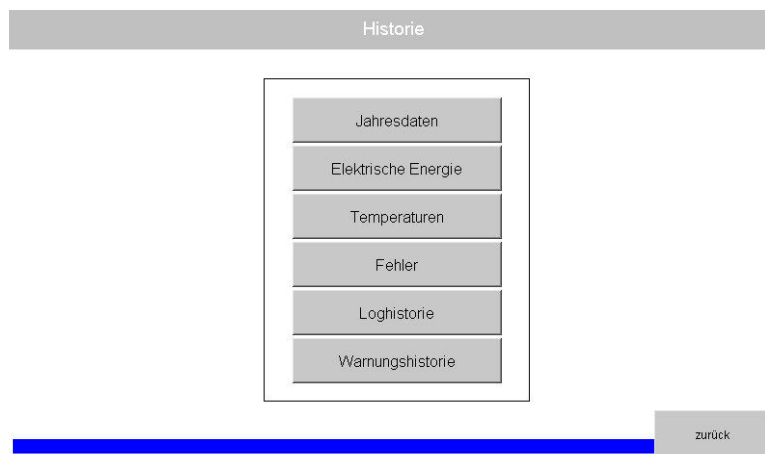 Historie
Jahresdaten
Elektrische Energie
Temperaturen
Fehler
Loghistorie
Warnungshistorie
zurück